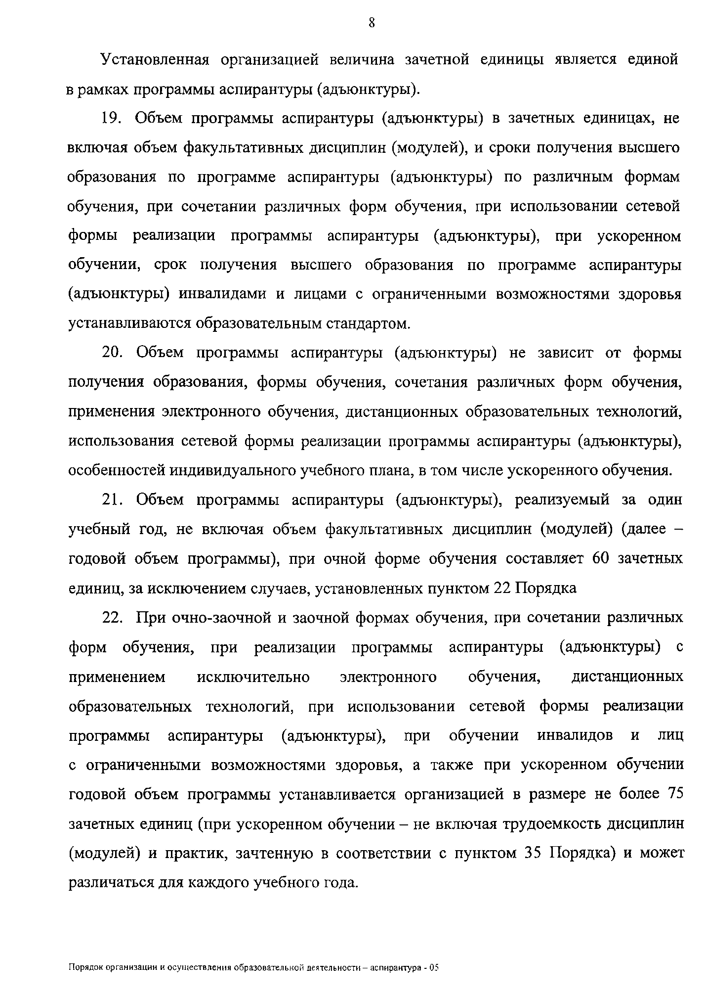 8
Установленная организацией величина зачетной единицы является единой
в рамках программы аспирантуры (адъюнктуры).
19. Объем программы аспирантуры (адъюнктуры) в зачетных единицах, не
включая объем факультативных дисциплин (модулей), и сроки получения высшего
образования по программе аспирантуры (адъюнктуры) по различным формам
обучения, при сочетании различных форм обучения, при использовании сетевой
формы реализации программы аспирантуры (адъюнктуры), при ускоренном
обучении, срок получения высшего образования по программе аспирантуры
(адъюнктуры) инвалидами и лицами с ограниченными возможностями здоровья
устанавливаются образовательным стандартом.
20. Объем программы аспирантуры (адъюнктуры) не зависит от формы
получения образования, формы обучения, сочетания различных форм обучения,
применения электронного обучения, дистанционных образовательных технологий,
использования сетевой формы реализации программы аспирантуры (адъюнктуры),
особенностей индивидуального учебного плана, в том числе ускоренного обучения.
21. Объем программы аспирантуры (адъюнктуры), реализуемый за один
учебный год, не включая объем факультативных дисциплин (модулей) (далее –
годовой объем программы), при очной форме обучения составляет 60 зачетных
единиц, за исключением случаев, установленных пунктом 22 Порядка
22. При очно-заочной и заочной формах обучения, при сочетании различных
форм обучения, при реализации программы аспирантуры (адъюнктуры) с
применением исключительно электронного обучения, дистанционных
образовательных технологий, при использовании сетевой формы реализации
программы аспирантуры (адъюнктуры), при обучении инвалидов и лиц
с ограниченными возможностями здоровья, а также при ускоренном обучении
годовой объем программы устанавливается организацией в размере не более 75
зачетных единиц (при ускоренном обучении – не включая трудоемкость дисциплин
(модулей) и практик, зачтенную в соответствии с пунктом 35 Порядка) и может
различаться для каждого учебного года.
Порядок организации и осуществления образовательной деятельности – аспирантура - 05